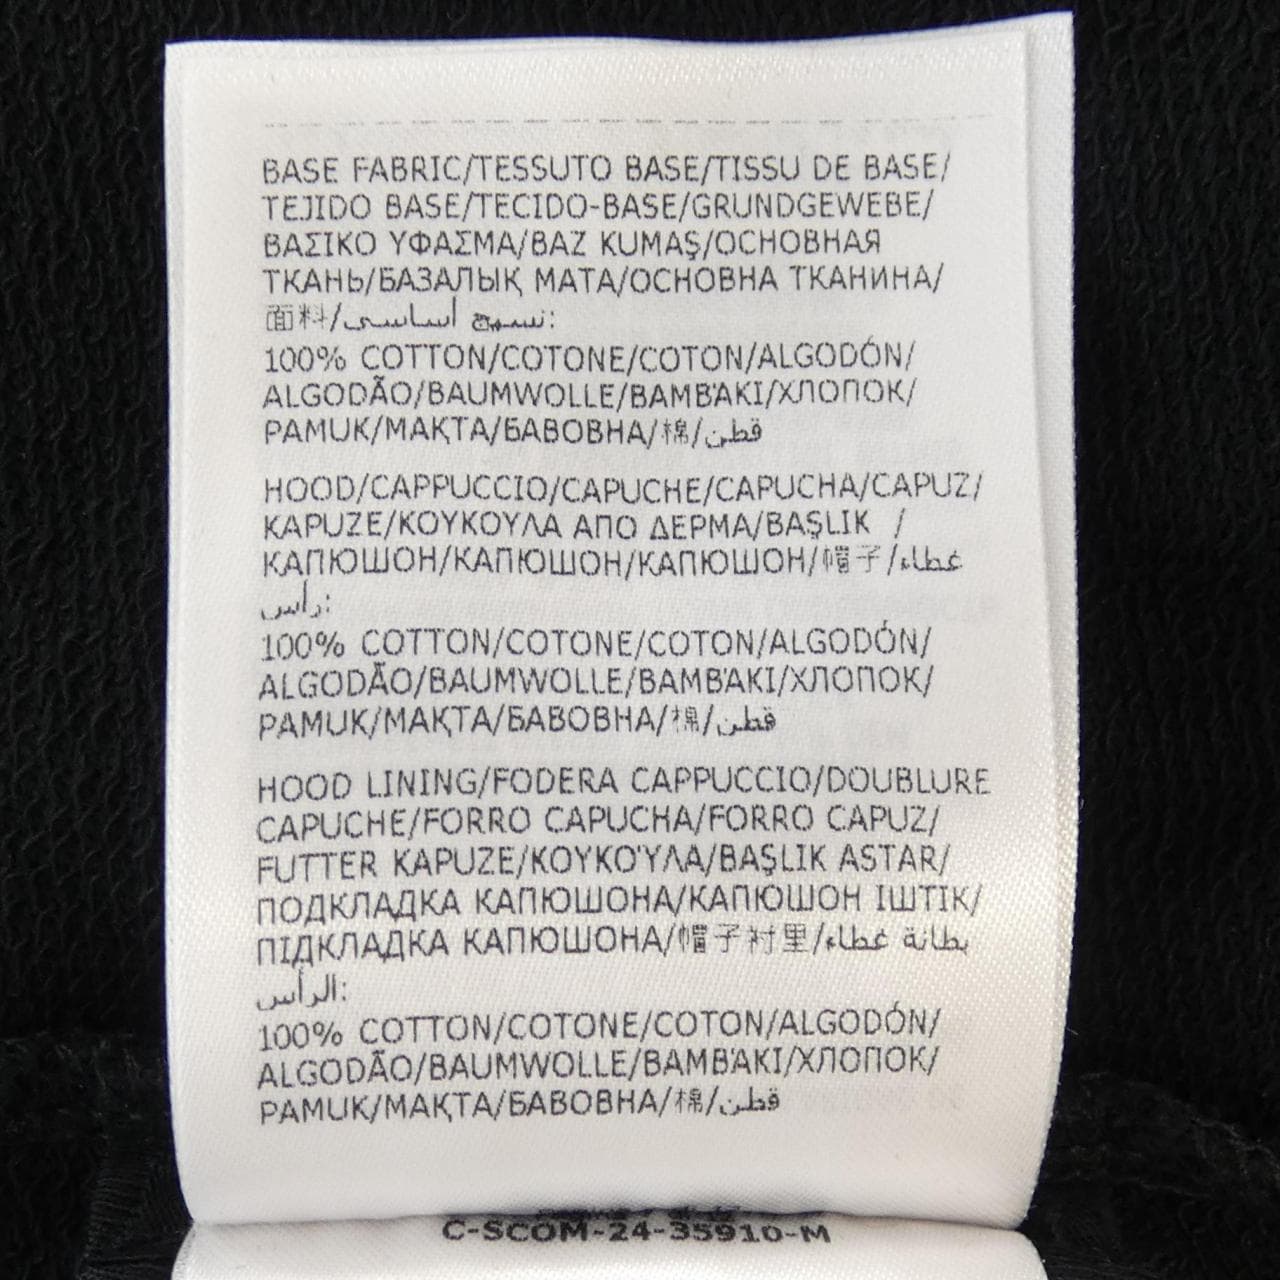 BASE FABRIC/TESSUTO BASE/TISSU DE BASE/
TEJIDO BASE/TECIDO-BASE/GRUNDGEWEBE/
ΒΑΣΙΚΟ ΥΦΑΣΜΑ/BAZ KUMAŞ/ОСНОВНАЯ
ТКАНЬ/БАЗАЛЫҚ МАТА/ОСНОВНА ТКАНИНА/
面料/نسيج أساسى:
100% COTTON/COTONE/COTON/ALGODÓN/
ALGODÃO/BAUMWOLLE/ΒΑΜΒΆΚΙ/ХЛОПОК/
PAMUK/МАҚТА/БАВОВНА/棉/قطن
HOOD/CAPPUCCIO/CAPUCHE/CAPUCHA/CAPUZ/
KAPUZE/ΚΟΥΚΟΥΛΑ ΑΠΟ ΔΕΡΜΑ/BAŞLIK /
КАПЮШОН/КАПЮШОН/КАПЮШОН/帽子/غطاء
رأس:
100% COTTON/COTONE/COTON/ALGODÓN/
ALGODÃO/BAUMWOLLE/ΒΑΜΒΆΚΙ/ХЛОПОК/
PAMUK/МАҚТА/БАВОВНА/棉/قطن
HOOD LINING/FODERA CAPPUCCIO/DOUBLURE
CAPUCHE/FORRO CAPUCHA/FORRO CAPUZ/
FUTTER KAPUZE/ΚΟΥΚΟΎΛΑ/BAŞLIK ASTAR/
ПОДКЛАДКА КАПЮШОНА/КАПЮШОН ІШТІК/
ПІДКЛАДКА КАПЮШОНА/帽子衬里/بطانة غطاء
الرأس:
100% COTTON/COTONE/COTON/ALGODÓN/
ALGODÃO/BAUMWOLLE/ΒΑΜΒΆΚΙ/ХЛОПОК/
PAMUK/МАҚТА/БАВОВНА/棉/قطن
C-SCOM-24-35910-M